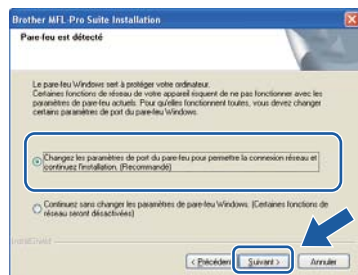 Brother MFL-Pro Suite Installation
Pare-feu est détecté
Le pare-feu Windows sert à protéger votre ordinateur.
Certaines fonctions de réseau de votre appareil risquent de ne pas fonctionner avec les
paramètres de pare-feu actuels. Pour qu'elles fonctionnent toutes, vous devez changer
certains paramètres de port du pare-feu Windows.
Changez les paramètres de port du pare-feu pour permettre la connexion réseau et
continuez l'installation. (Recommandé)
Continuez sans changer les paramètres de pare-feu Windows. (Certaines fonctions de
réseau seront désactivées)
InstallShield
< Précédent
Suivant >
Annuler